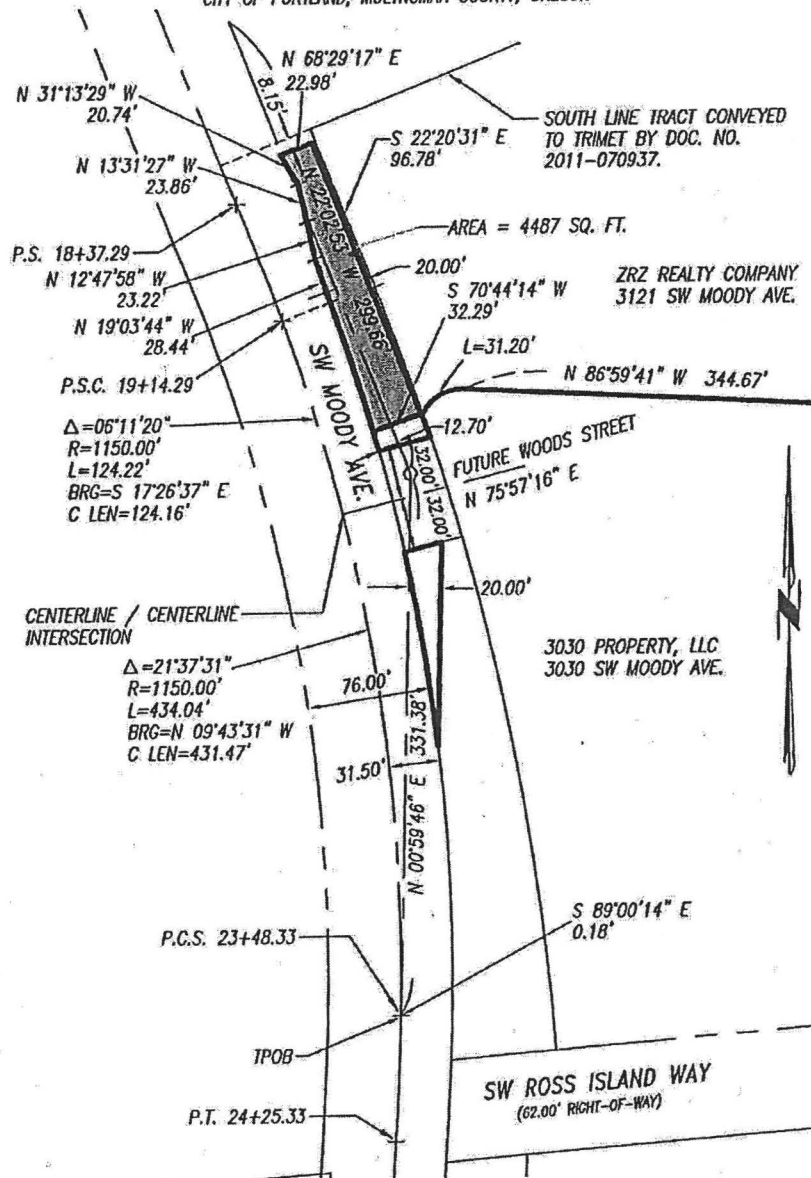 CITY OF PORTLAND, MULTNOMAH COUNTY, OREGON
N 68°29'17" E
22.98'
8.15'
N 31°13'29" W
20.74'
SOUTH LINE TRACT CONVEYED
TO TRIMET BY DOC. NO.
2011-070937.
S 22°20'31" E
96.78'
N 13°31'27" W
23.86'
N 22°02'53" W 299.66'
AREA = 4487 SQ. FT.
P.S. 18+37.29
N 12°47'58" W
23.22'
20.00'
ZRZ REALTY COMPANY
3121 SW MOODY AVE.
S 70°44'14" W
32.29'
N 19°03'44" W
28.44'
L=31.20'
N 86°59'41" W 344.67'
P.S.C. 19+14.29
SW MOODY AVE.
12.70'
Δ=06°11'20"
R=1150.00'
L=124.22'
BRG=S 17°26'37" E
C LEN=124.16'
FUTURE WOODS STREET
N 75°57'16" E
32.00' 32.00'
20.00'
CENTERLINE / CENTERLINE
INTERSECTION
3030 PROPERTY, LLC
3030 SW MOODY AVE.
Δ=21°37'31"
R=1150.00'
L=434.04'
BRG=N 09°43'31" W
C LEN=431.47'
76.00'
31.50'
N 00°59'46" E 331.38'
N
S 89°00'14" E
0.18'
P.C.S. 23+48.33
TPOB
SW ROSS ISLAND WAY
(62.00' RIGHT-OF-WAY)
P.T. 24+25.33